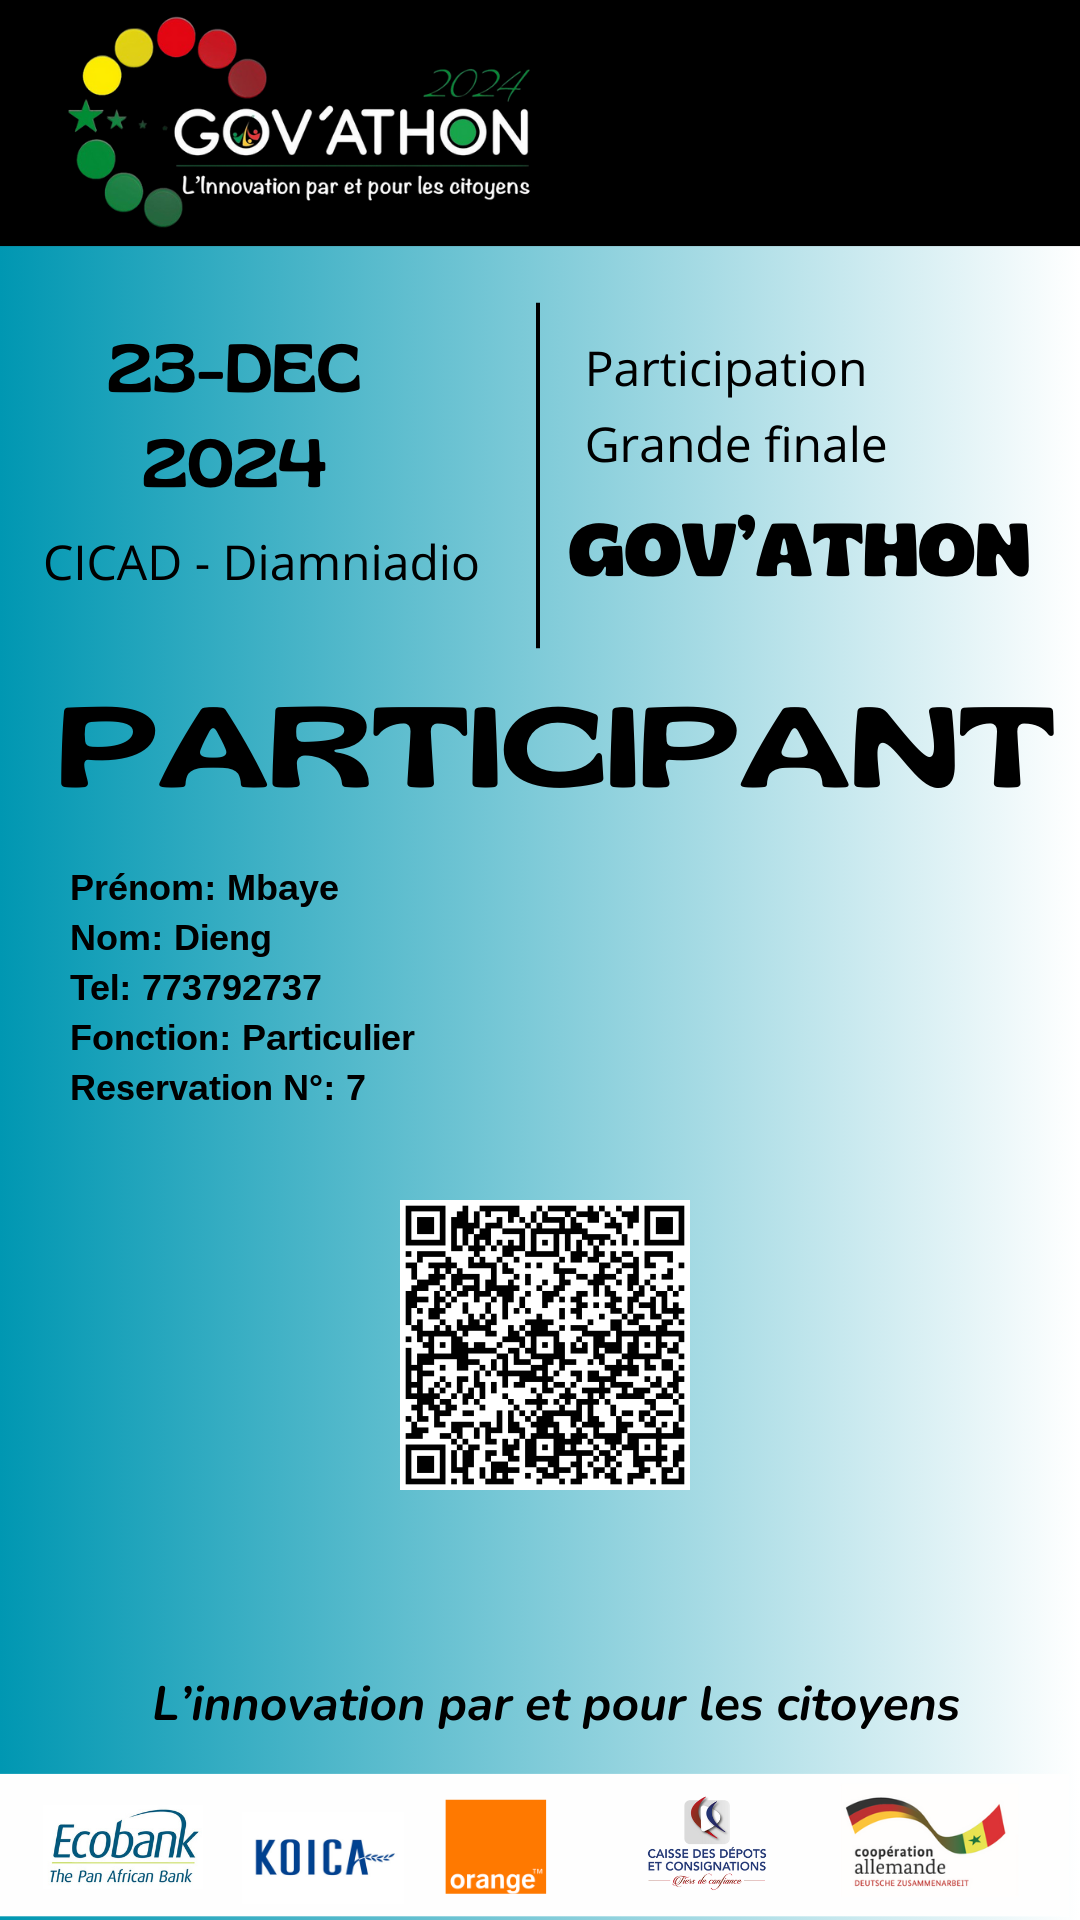 2024
GOV'ATHON
L'Innovation par et pour les citoyens
23-DEC
2024
CICAD - Diamniadio
Participation
Grande finale
GOV'ATHON
PARTICIPANT
Prénom: Mbaye
Nom: Dieng
Tel: 773792737
Fonction: Particulier
Reservation N°: 7
L'innovation par et pour les citoyens
Ecobank
The Pan African Bank
KOICA
orange™
CAISSE DES DÉPOTS
ET CONSIGNATIONS
Tiers de confiance
coopération
allemande
DEUTSCHE ZUSAMMENARBEIT